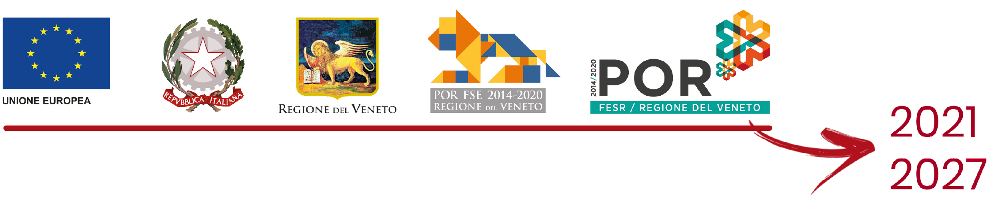 UNIONE EUROPEA
REPVBBLICA ITALIANA
REGIONE DEL VENETO
POR FSE 2014-2020
REGIONE DEL VENETO
2014/2020
POR
FESR / REGIONE DEL VENETO
2021
2027